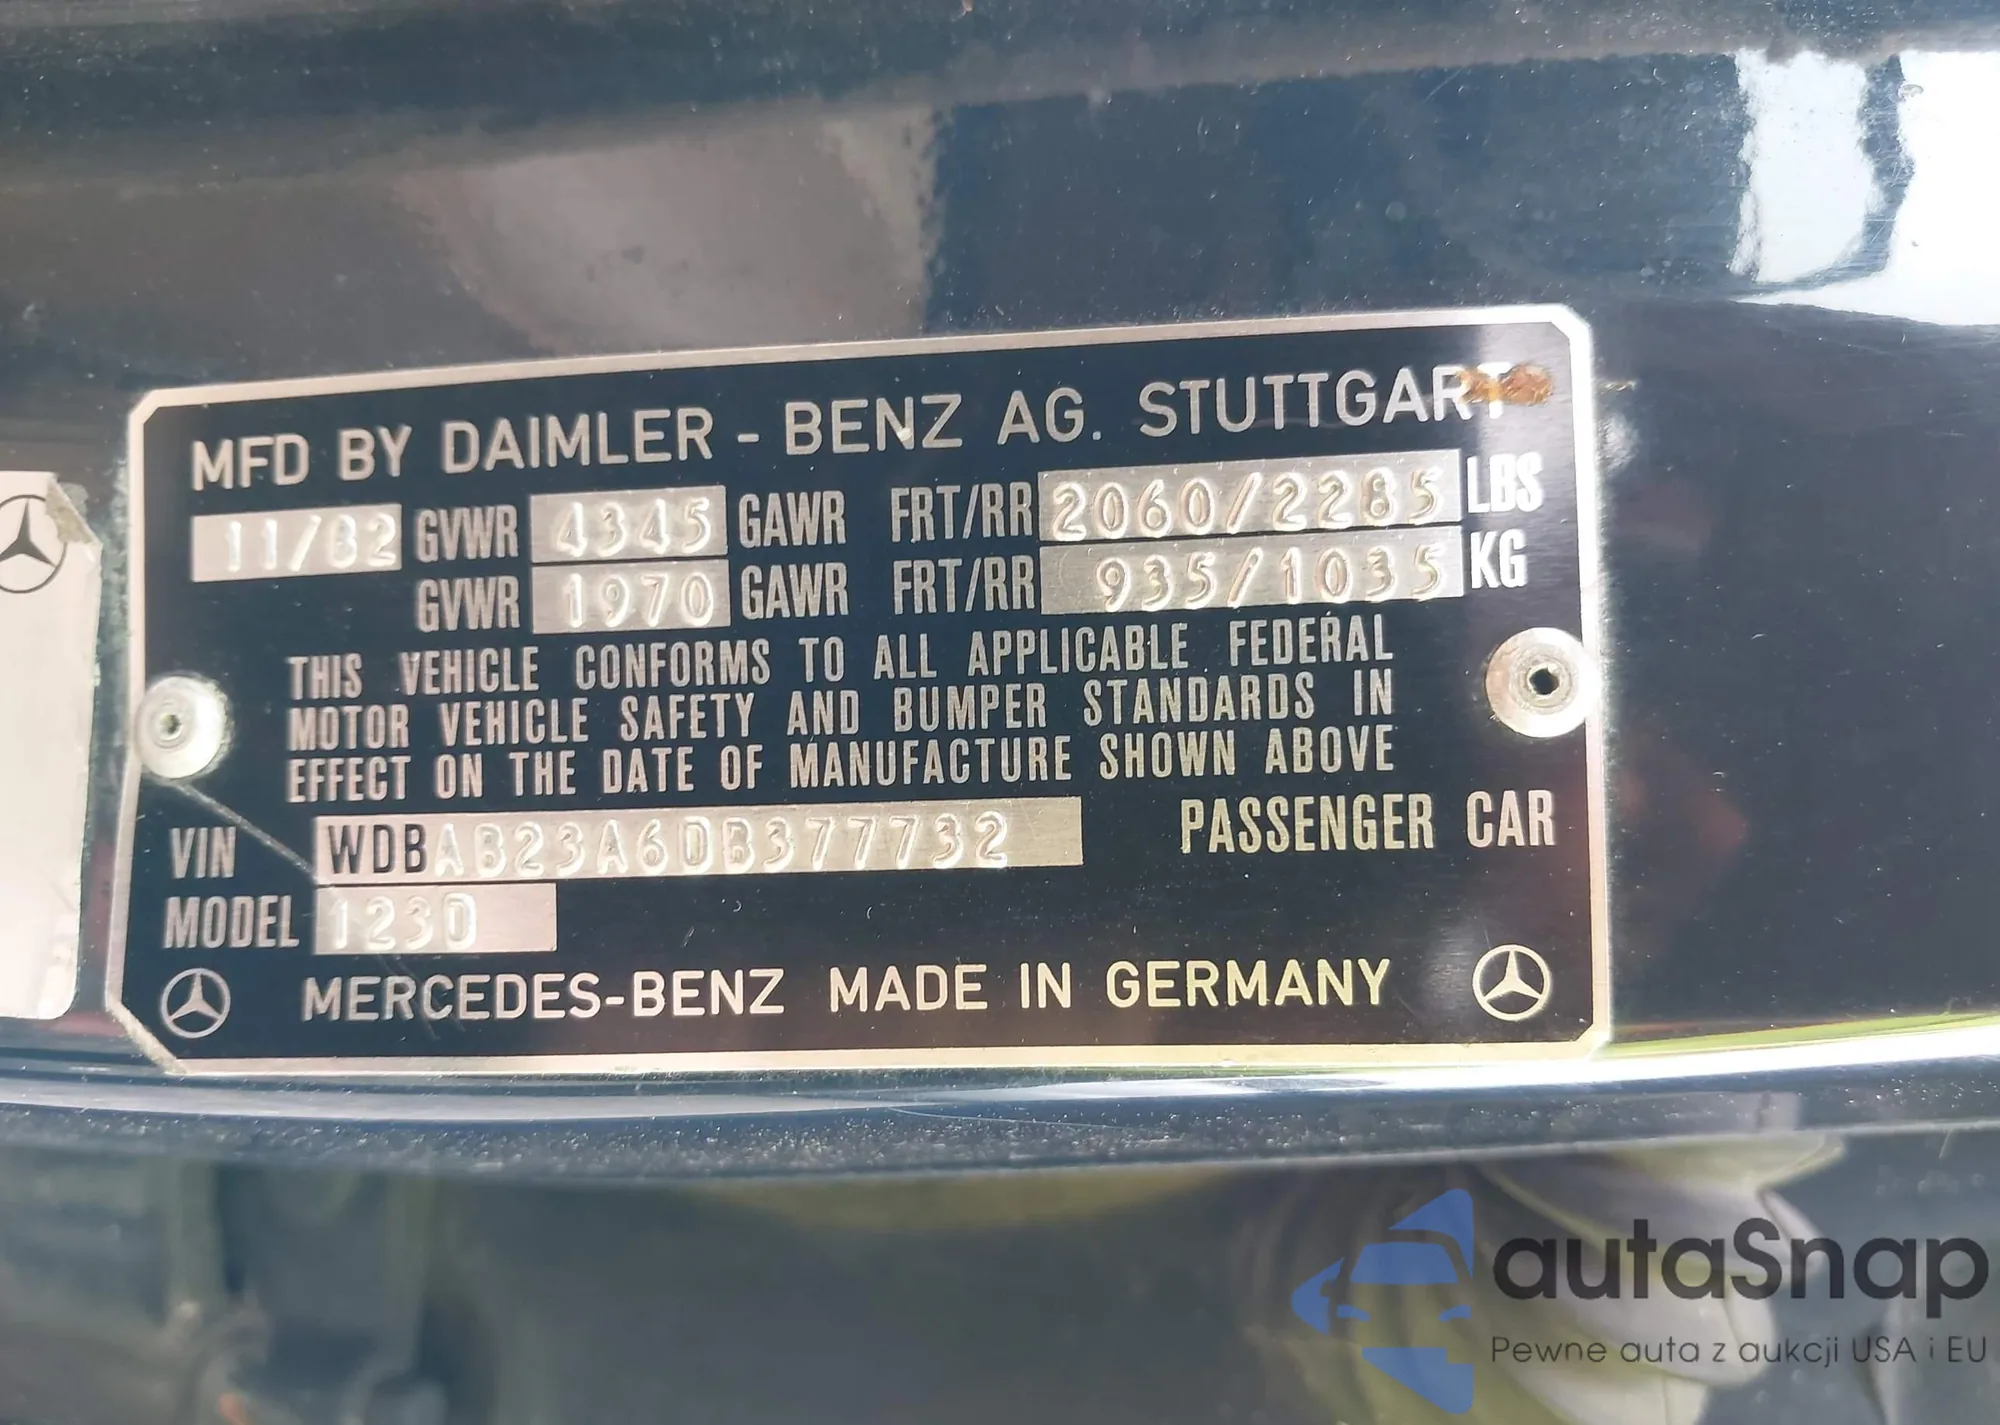 MFD BY DAIMLER - BENZ AG. STUTTGART
11/82 GVWR 4345 GAWR FRT/RR 2060/2285 LBS
GVWR 1970 GAWR FRT/RR 935/1035 KG
THIS VEHICLE CONFORMS TO ALL APPLICABLE FEDERAL
MOTOR VEHICLE SAFETY AND BUMPER STANDARDS IN
EFFECT ON THE DATE OF MANUFACTURE SHOWN ABOVE
VIN WDBAB23A6DB377732 PASSENGER CAR
MODEL 123D
MERCEDES-BENZ MADE IN GERMANY
autaSnap
Pewne auta z aukcji USA i EU